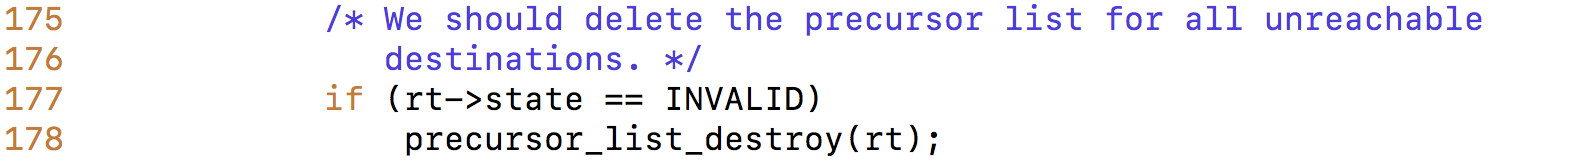 175 /* We should delete the precursor list for all unreachable
176 destinations. */
177 if (rt->state == INVALID)
178 precursor_list_destroy(rt);